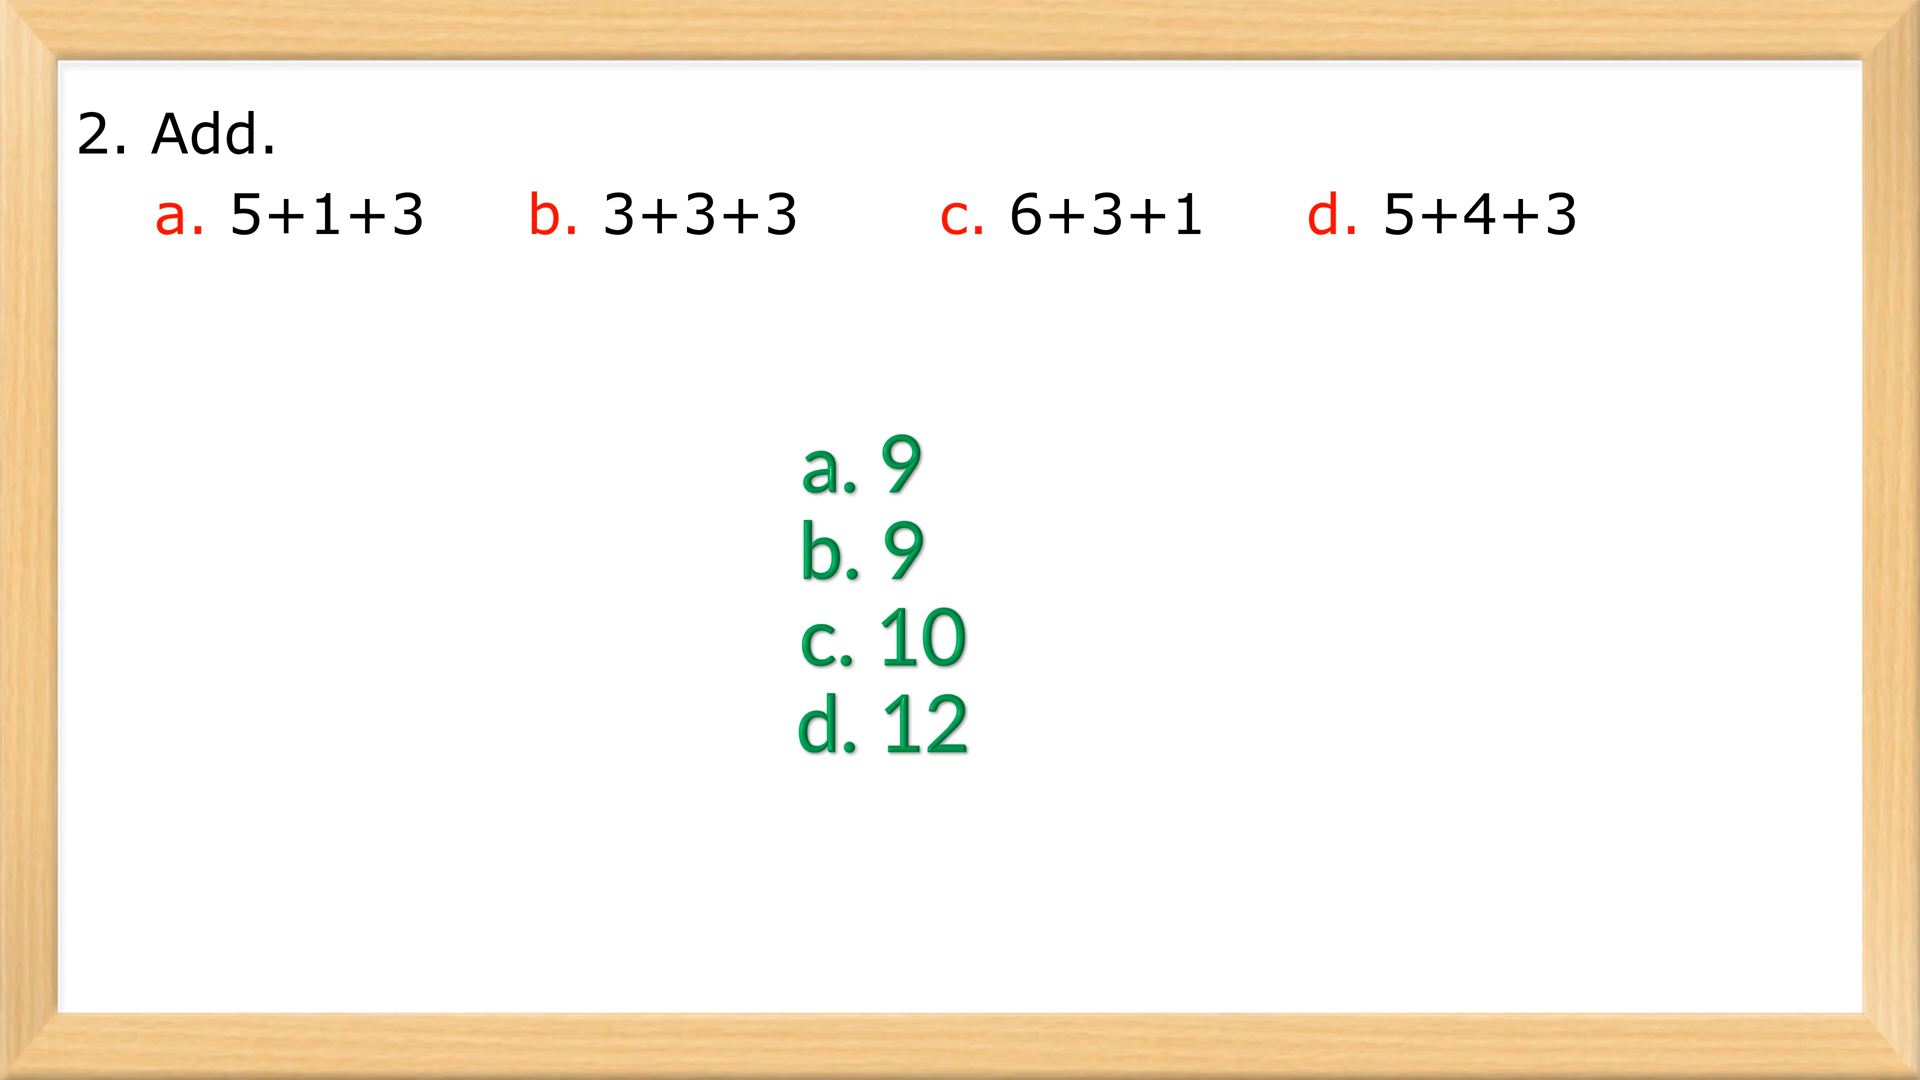 2. Add.
a. 5+1+3 b. 3+3+3 c. 6+3+1 d. 5+4+3
a. 9
b. 9
c. 10
d. 12